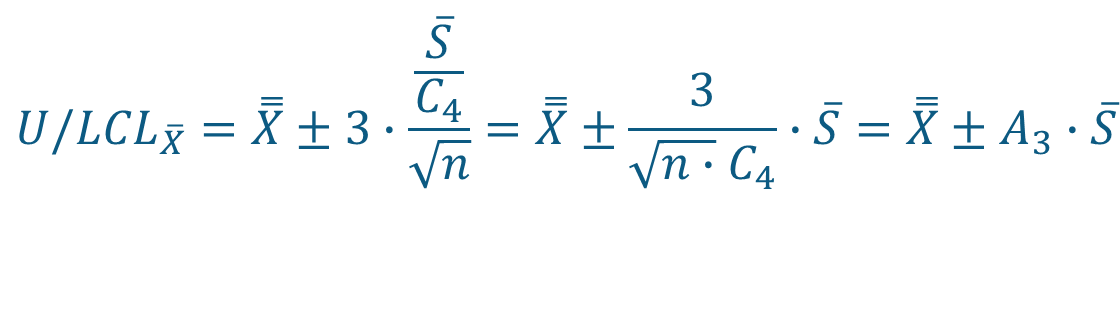 U/LCL_X̄ = X̿ ± 3 · (S̄/C₄)/√n = X̿ ± 3/(√(n ·) C₄) · S̄ = X̿ ± A₃ · S̄